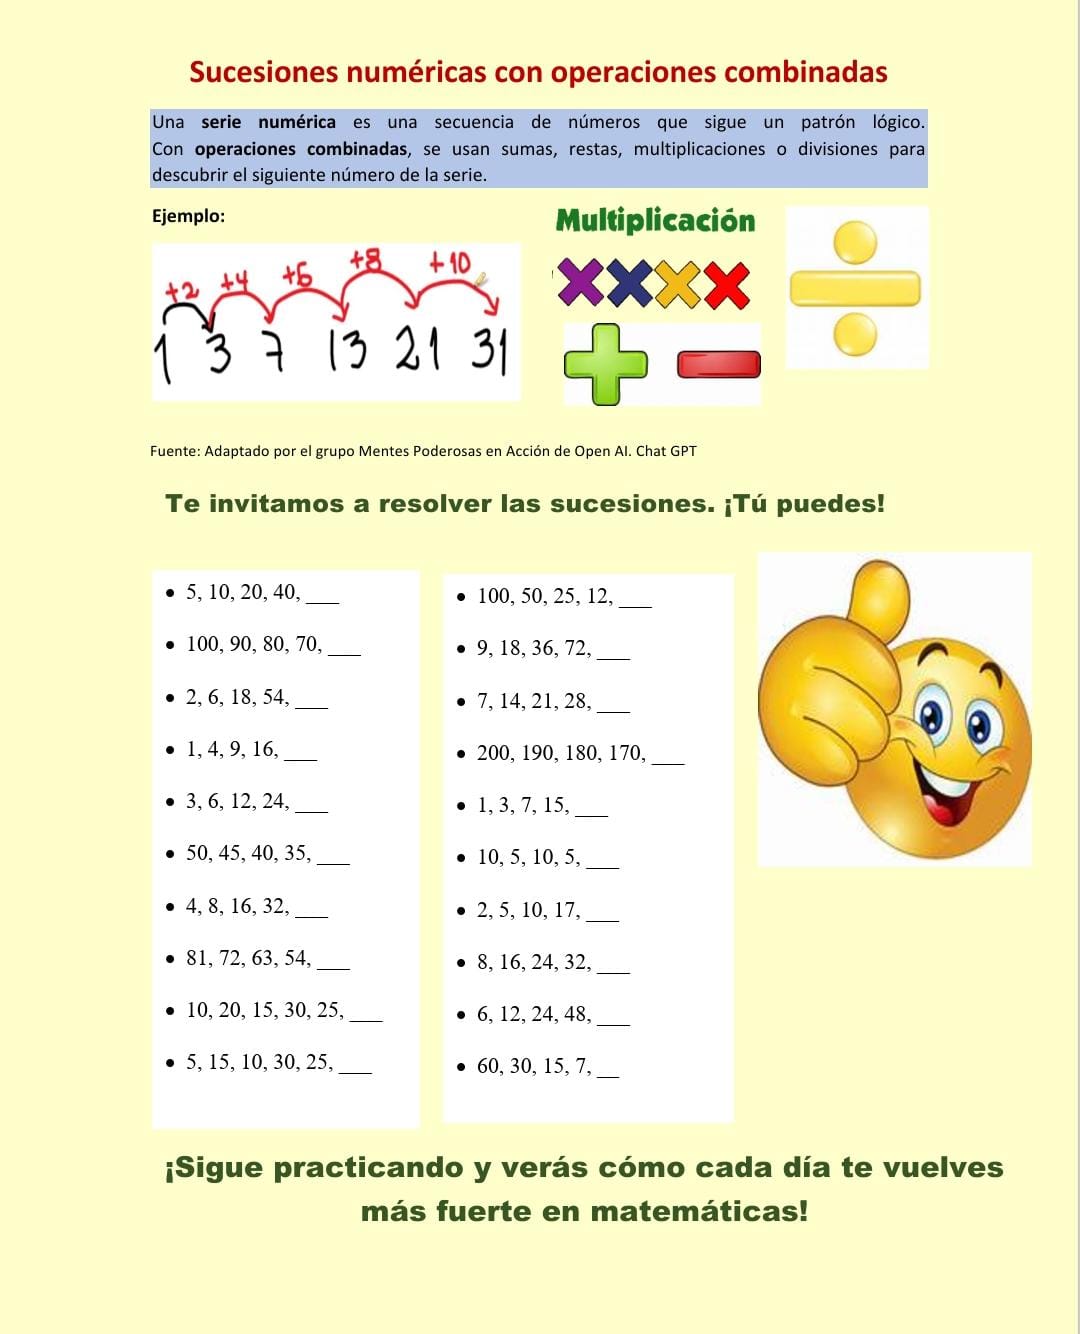 Sucesiones numéricas con operaciones combinadas
Una serie numérica es una secuencia de números que sigue un patrón lógico.
Con operaciones combinadas, se usan sumas, restas, multiplicaciones o divisiones para
descubrir el siguiente número de la serie.
Ejemplo:
+2 +4 +6 +8 +10
1 3 7 13 21 31
Multiplicación
Fuente: Adaptado por el grupo Mentes Poderosas en Acción de Open AI. Chat GPT
Te invitamos a resolver las sucesiones. ¡Tú puedes!
• 5, 10, 20, 40, ___
• 100, 90, 80, 70, ___
• 2, 6, 18, 54, ___
• 1, 4, 9, 16, ___
• 3, 6, 12, 24, ___
• 50, 45, 40, 35, ___
• 4, 8, 16, 32, ___
• 81, 72, 63, 54, ___
• 10, 20, 15, 30, 25, ___
• 5, 15, 10, 30, 25, ___
• 100, 50, 25, 12, ___
• 9, 18, 36, 72, ___
• 7, 14, 21, 28, ___
• 200, 190, 180, 170, ___
• 1, 3, 7, 15, ___
• 10, 5, 10, 5, ___
• 2, 5, 10, 17, ___
• 8, 16, 24, 32, ___
• 6, 12, 24, 48, ___
• 60, 30, 15, 7, __
¡Sigue practicando y verás cómo cada día te vuelves
más fuerte en matemáticas!